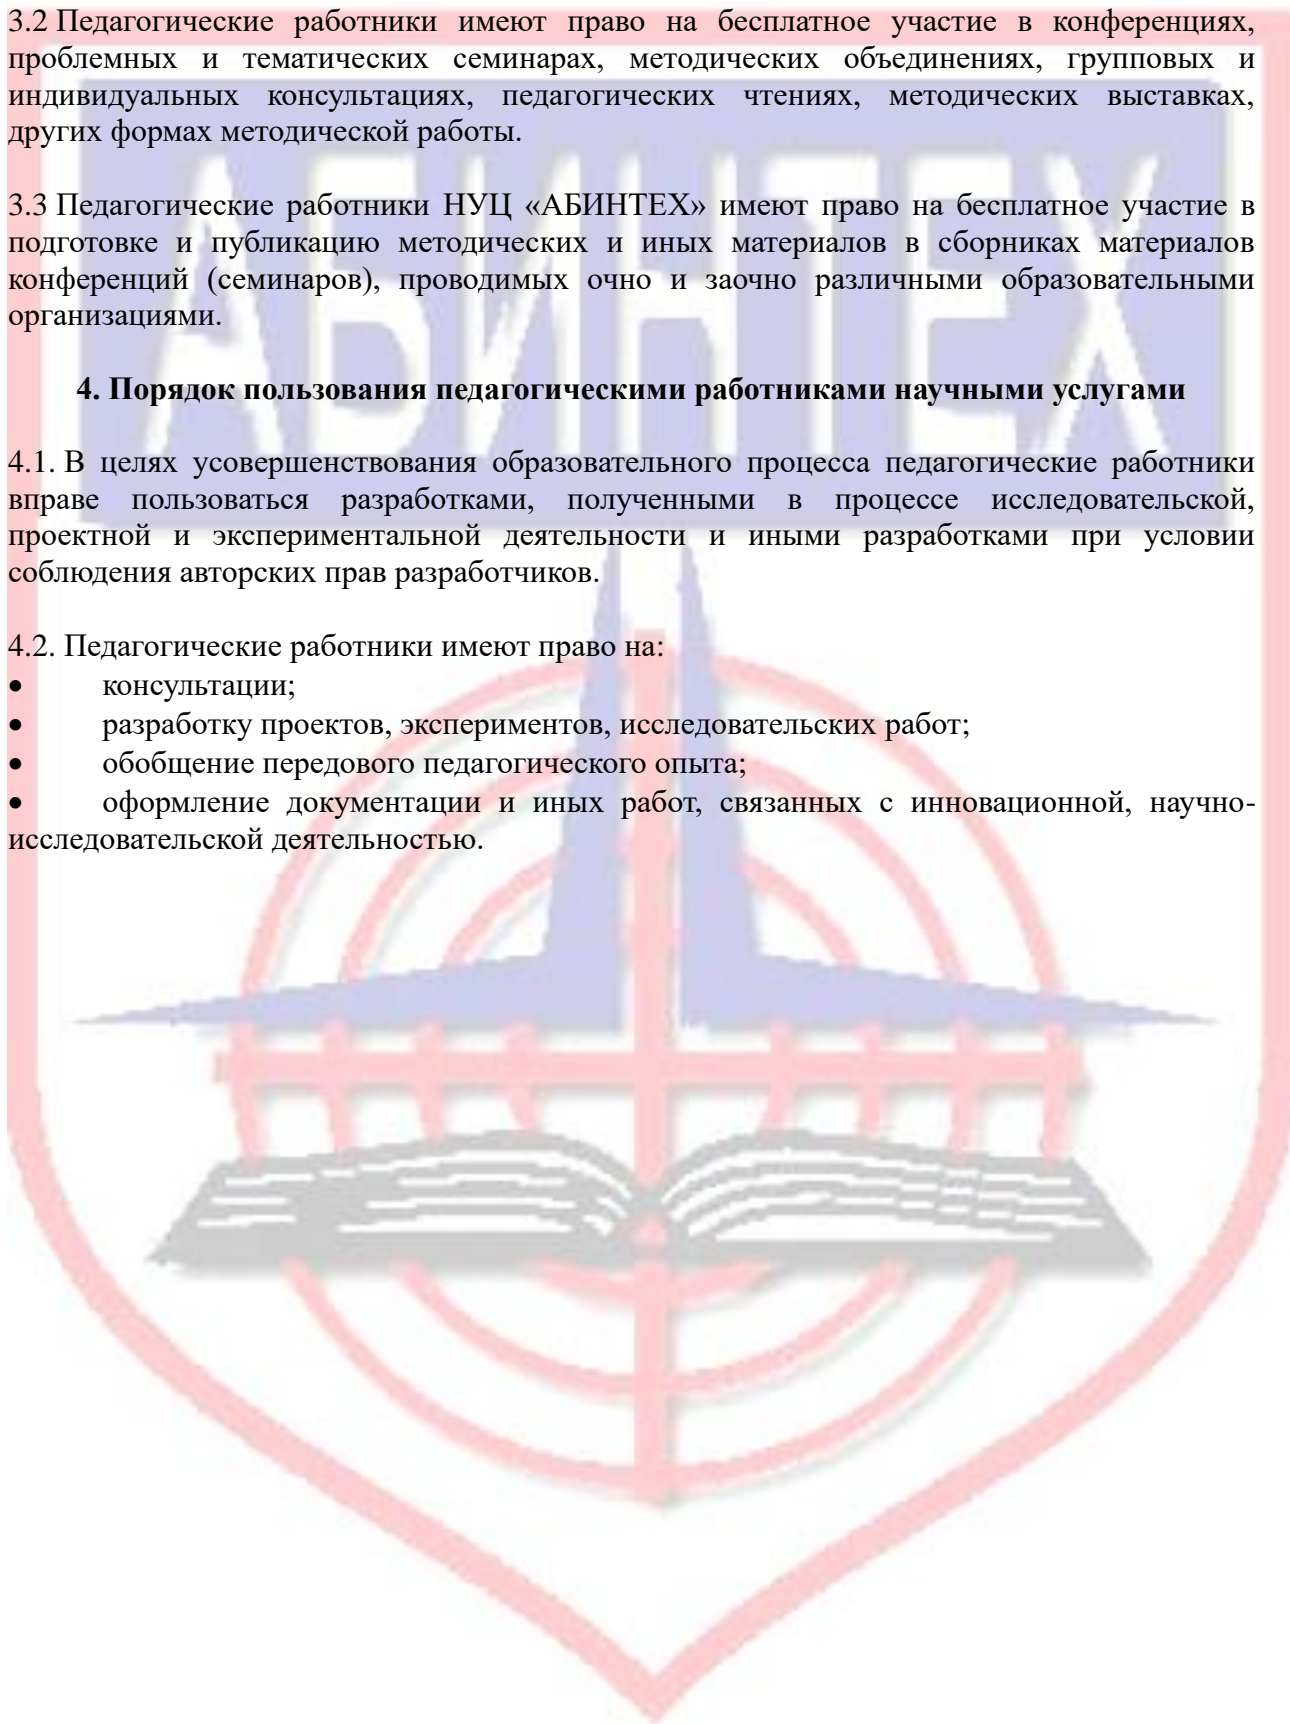 3.2 Педагогические работники имеют право на бесплатное участие в конференциях,
проблемных и тематических семинарах, методических объединениях, групповых и
индивидуальных консультациях, педагогических чтениях, методических выставках,
других формах методической работы.
3.3 Педагогические работники НУЦ «АБИНТЕХ» имеют право на бесплатное участие в
подготовке и публикацию методических и иных материалов в сборниках материалов
конференций (семинаров), проводимых очно и заочно различными образовательными
организациями.
АБИНТЕХ
4. Порядок пользования педагогическими работниками научными услугами
4.1. В целях усовершенствования образовательного процесса педагогические работники
вправе пользоваться разработками, полученными в процессе исследовательской,
проектной и экспериментальной деятельности и иными разработками при условии
соблюдения авторских прав разработчиков.
4.2. Педагогические работники имеют право на:
• консультации;
• разработку проектов, экспериментов, исследовательских работ;
• обобщение передового педагогического опыта;
• оформление документации и иных работ, связанных с инновационной, научно-
исследовательской деятельностью.